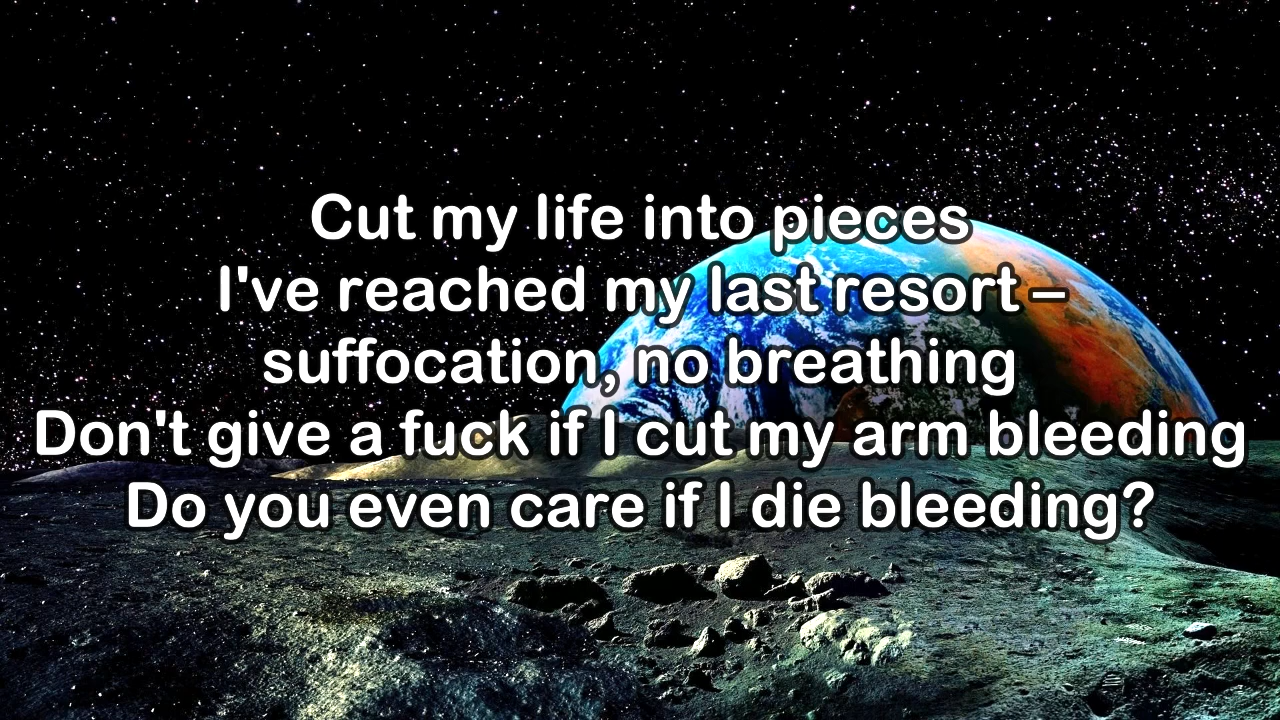 Cut my life into pieces
I've reached my last resort –
suffocation, no breathing
Don't give a fuck if I cut my arm bleeding
Do you even care if I die bleeding?